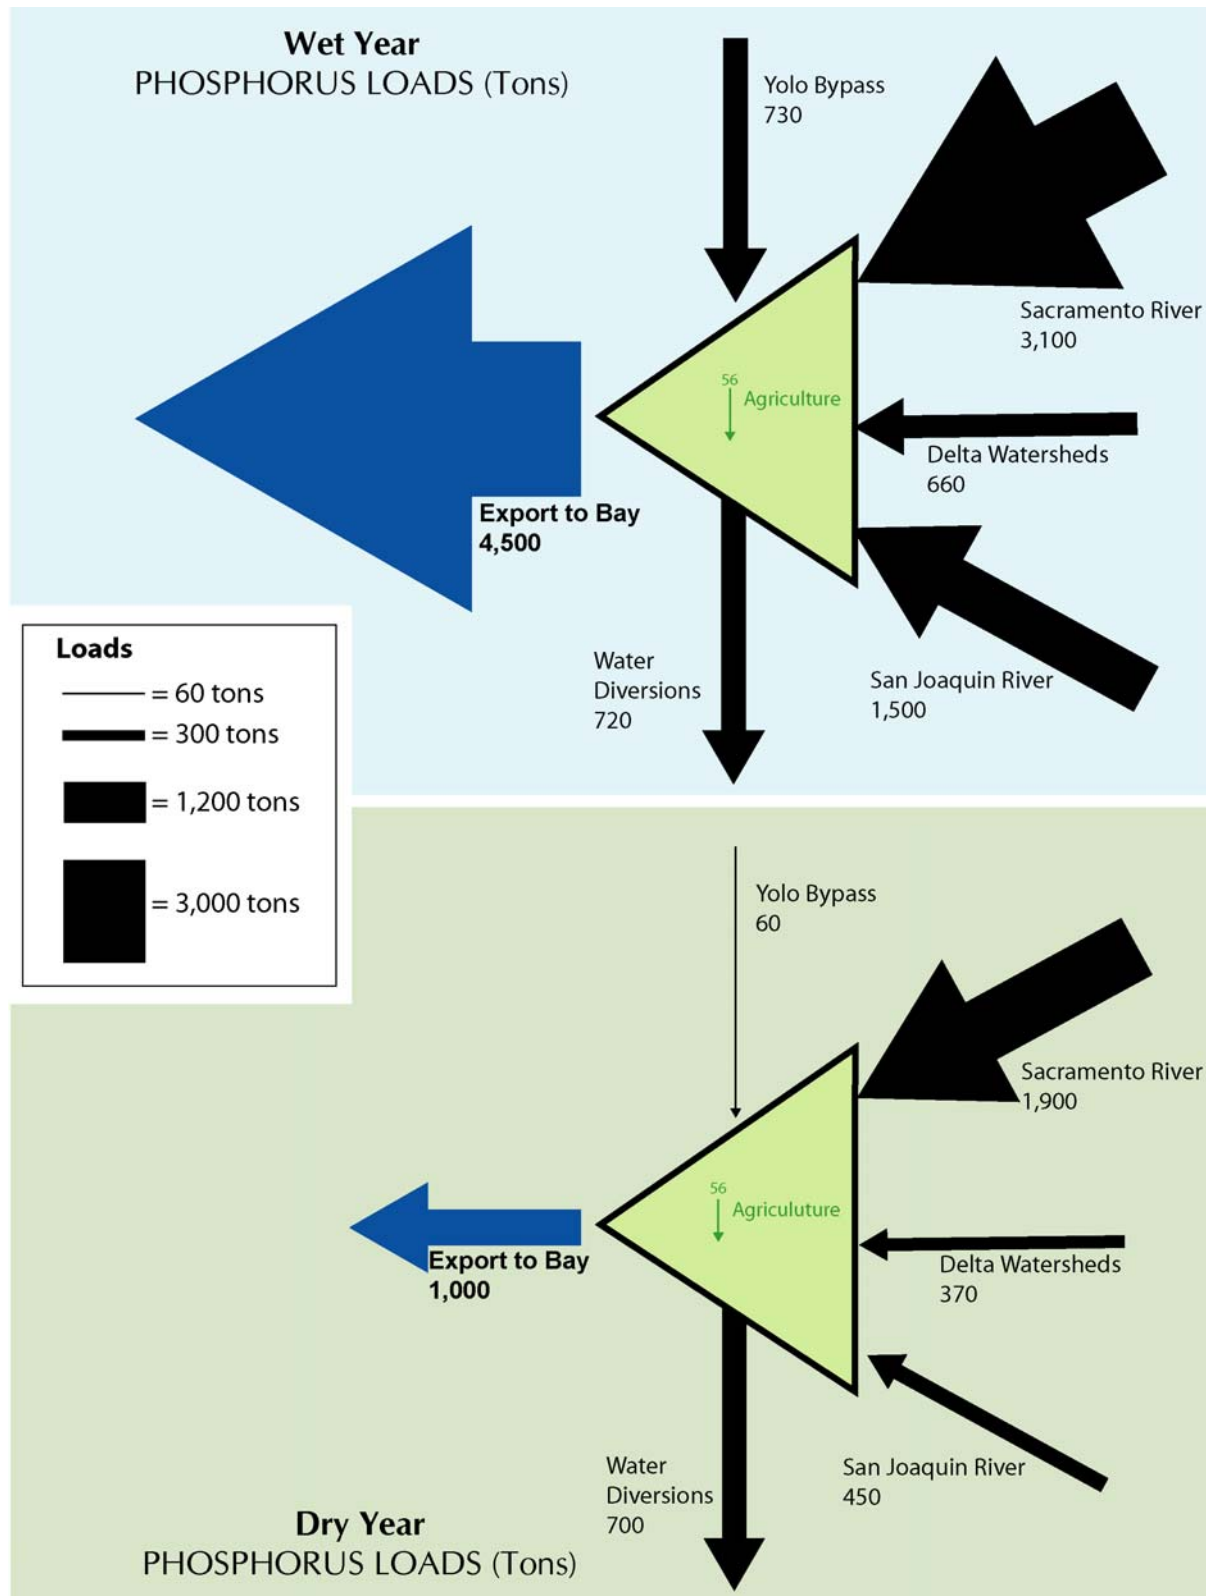 Wet Year
PHOSPHORUS LOADS (Tons)
Yolo Bypass
730
Sacramento River
3,100
56
Agriculture
Delta Watersheds
660
Export to Bay
4,500
Water
Diversions
720
San Joaquin River
1,500
Loads
= 60 tons
= 300 tons
= 1,200 tons
= 3,000 tons
Yolo Bypass
60
Sacramento River
1,900
56
Agriculuture
Delta Watersheds
370
Export to Bay
1,000
Water
Diversions
700
San Joaquin River
450
Dry Year
PHOSPHORUS LOADS (Tons)